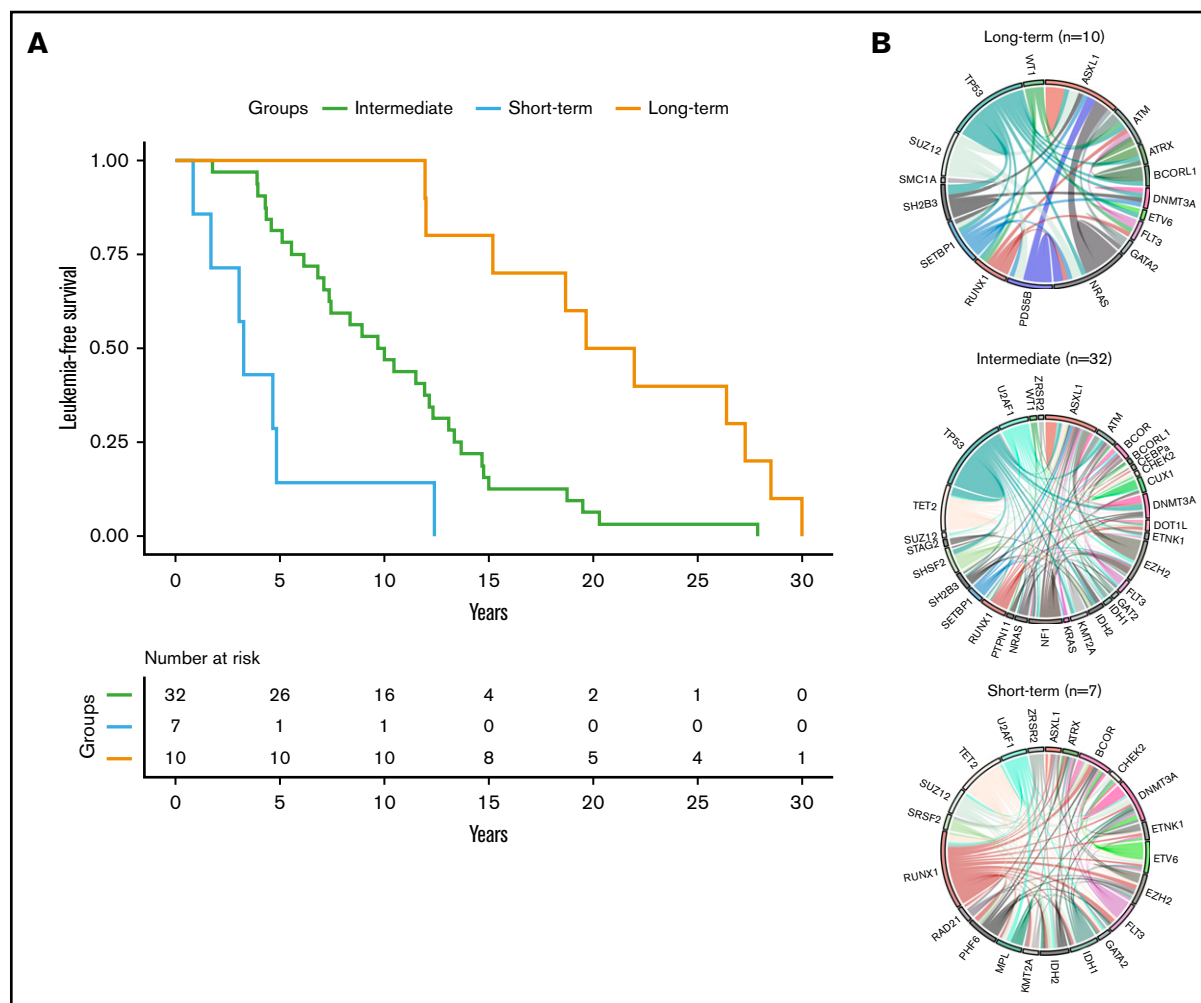 A
Groups Intermediate Short-term Long-term
1.00
0.75
0.50
0.25
0.00
Leukemia-free survival
0 5 10 15 20 25 30
Years
Number at risk
Groups
32 26 16 4 2 1 0
7 1 1 0 0 0 0
10 10 10 8 5 4 1
0 5 10 15 20 25 30
Years
B
Long-term (n=10)
WT1
ASXL1
ATM
ATRX
BCORL1
DNMT3A
ETV6
FLT3
GATA2
NRAS
PDS5B
RUNX1
SETBP1
SH2B3
SMC1A
SUZ12
TP53
Intermediate (n=32)
ZRSR2
ASXL1
ATM
BCOR
BCORL1
CEBPa
CHEK2
CUX1
DNMT3A
DOT1L
ETNK1
EZH2
FLT3
GAT2
IDH1
IDH2
KMT2A
KRAS
NF1
NRAS
PTPN11
RUNX1
SETBP1
SH2B3
SHSF2
STAG2
SUZ12
TET2
TP53
U2AF1
WT1
Short-term (n=7)
ZRSR2
ASXL1
ATRX
BCOR
CHEK2
DNMT3A
ETNK1
ETV6
EZH2
FLT3
GATA2
IDH1
IDH2
KMT2A
MPL
PHF6
RAD21
RUNX1
SRSF2
SUZ12
TET2
U2AF1